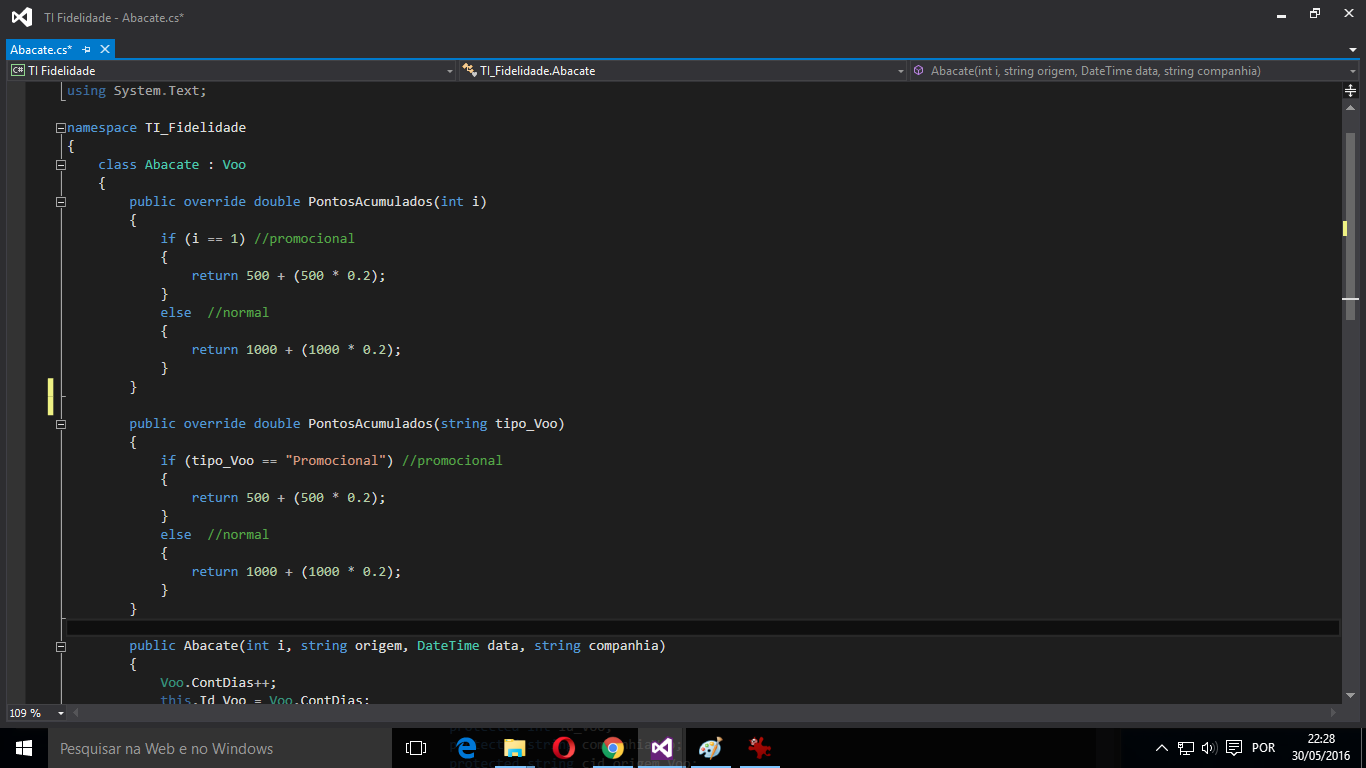 TI Fidelidade - Abacate.cs*
Abacate.cs*
TI Fidelidade TI_Fidelidade.Abacate Abacate(int i, string origem, DateTime data, string companhia)
using System.Text;
namespace TI_Fidelidade
{
class Abacate : Voo
{
public override double PontosAcumulados(int i)
{
if (i == 1) //promocional
{
return 500 + (500 * 0.2);
}
else //normal
{
return 1000 + (1000 * 0.2);
}
}
public override double PontosAcumulados(string tipo_Voo)
{
if (tipo_Voo == "Promocional") //promocional
{
return 500 + (500 * 0.2);
}
else //normal
{
return 1000 + (1000 * 0.2);
}
}
public Abacate(int i, string origem, DateTime data, string companhia)
{
Voo.ContDias++;
this.Id_Voo = Voo.ContDias;
109 %
Pesquisar na Web e no Windows
POR
22:28
30/05/2016